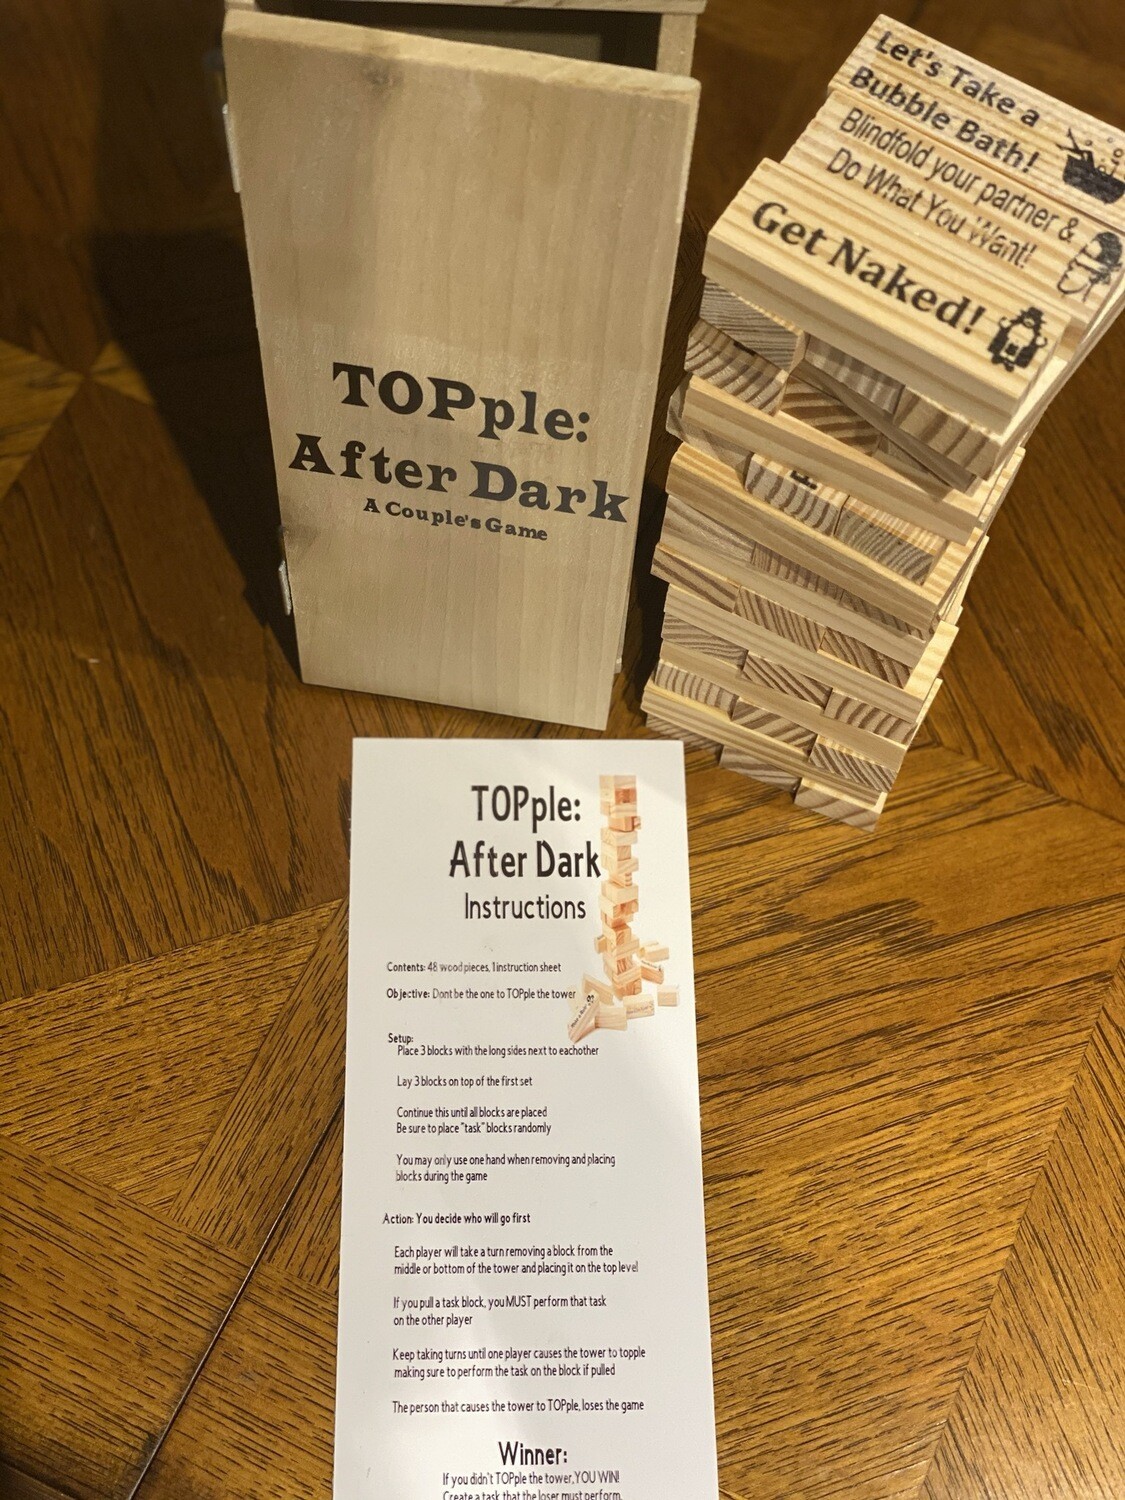 TOPple:
After Dark
A Couple's Game
Let's Take a
Bubble Bath!
Blindfold your partner &
Do What You Want!
Get Naked!
TOPple:
After Dark
Instructions
Contents: 48 wood pieces, 1 instruction sheet
Objective: Dont be the one to TOPple the tower
Setup:
Place 3 blocks with the long sides next to eachother
Lay 3 blocks on top of the first set
Continue this until all blocks are placed
Be sure to place "task" blocks randomly
You may only use one hand when removing and placing
blocks during the game
Action: You decide who will go first
Each player will take a turn removing a block from the
middle or bottom of the tower and placing it on the top level
If you pull a task block, you MUST perform that task
on the other player
Keep taking turns until one player causes the tower to topple
making sure to perform the task on the block if pulled
The person that causes the tower to TOPple, loses the game
Winner:
If you didn't TOPple the tower, YOU WIN!
Create a task that the loser must perform.